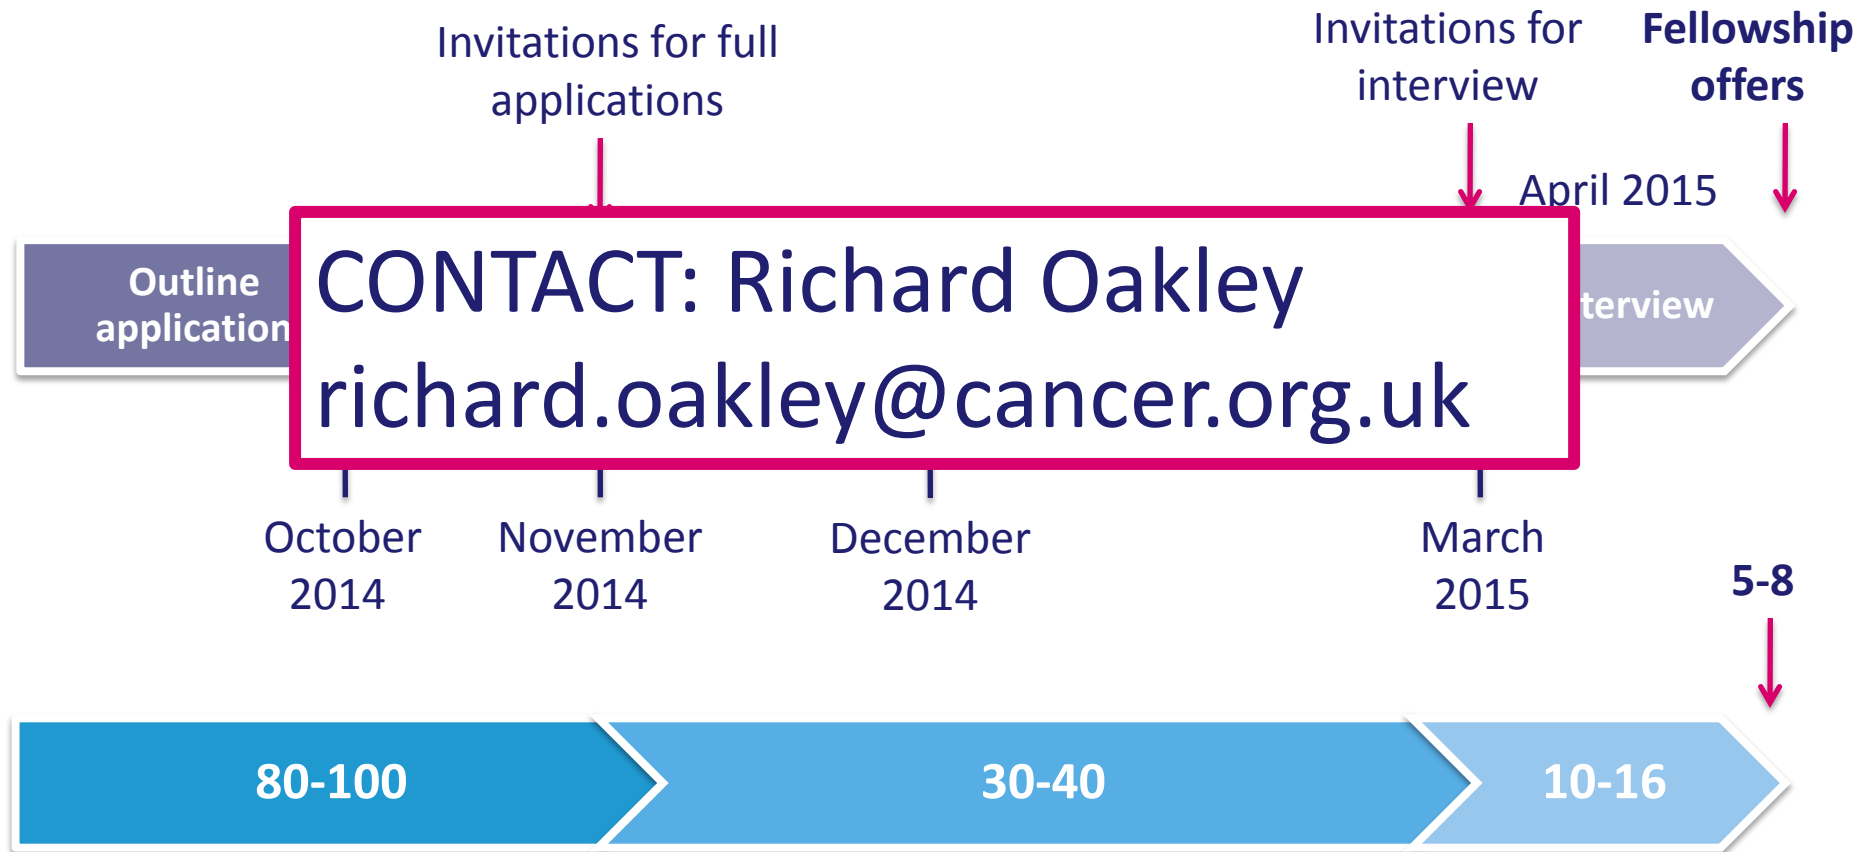 Invitations for full
applications
Invitations for
interview
Fellowship
offers
April 2015
Outline
application
CONTACT: Richard Oakley
richard.oakley@cancer.org.uk
terview
October
2014
November
2014
December
2014
March
2015
5-8
80-100
30-40
10-16